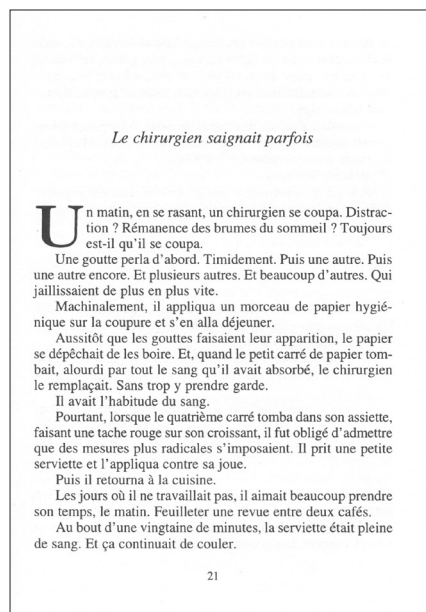 Le chirurgien saignait parfois
Un matin, en se rasant, un chirurgien se coupa. Distrac-
tion ? Rémanence des brumes du sommeil ? Toujours
est-il qu'il se coupa.
Une goutte perla d'abord. Timidement. Puis une autre. Puis
une autre encore. Et plusieurs autres. Et beaucoup d'autres. Qui
jaillissaient de plus en plus vite.
Machinalement, il appliqua un morceau de papier hygié-
nique sur la coupure et s'en alla déjeuner.
Aussitôt que les gouttes faisaient leur apparition, le papier
se dépêchait de les boire. Et, quand le petit carré de papier tom-
bait, alourdi par tout le sang qu'il avait absorbé, le chirurgien
le remplaçait. Sans trop y prendre garde.
Il avait l'habitude du sang.
Pourtant, lorsque le quatrième carré tomba dans son assiette,
faisant une tache rouge sur son croissant, il fut obligé d'admettre
que des mesures plus radicales s'imposaient. Il prit une petite
serviette et l'appliqua contre sa joue.
Puis il retourna à la cuisine.
Les jours où il ne travaillait pas, il aimait beaucoup prendre
son temps, le matin. Feuilleter une revue entre deux cafés.
Au bout d'une vingtaine de minutes, la serviette était pleine
de sang. Et ça continuait de couler.
21